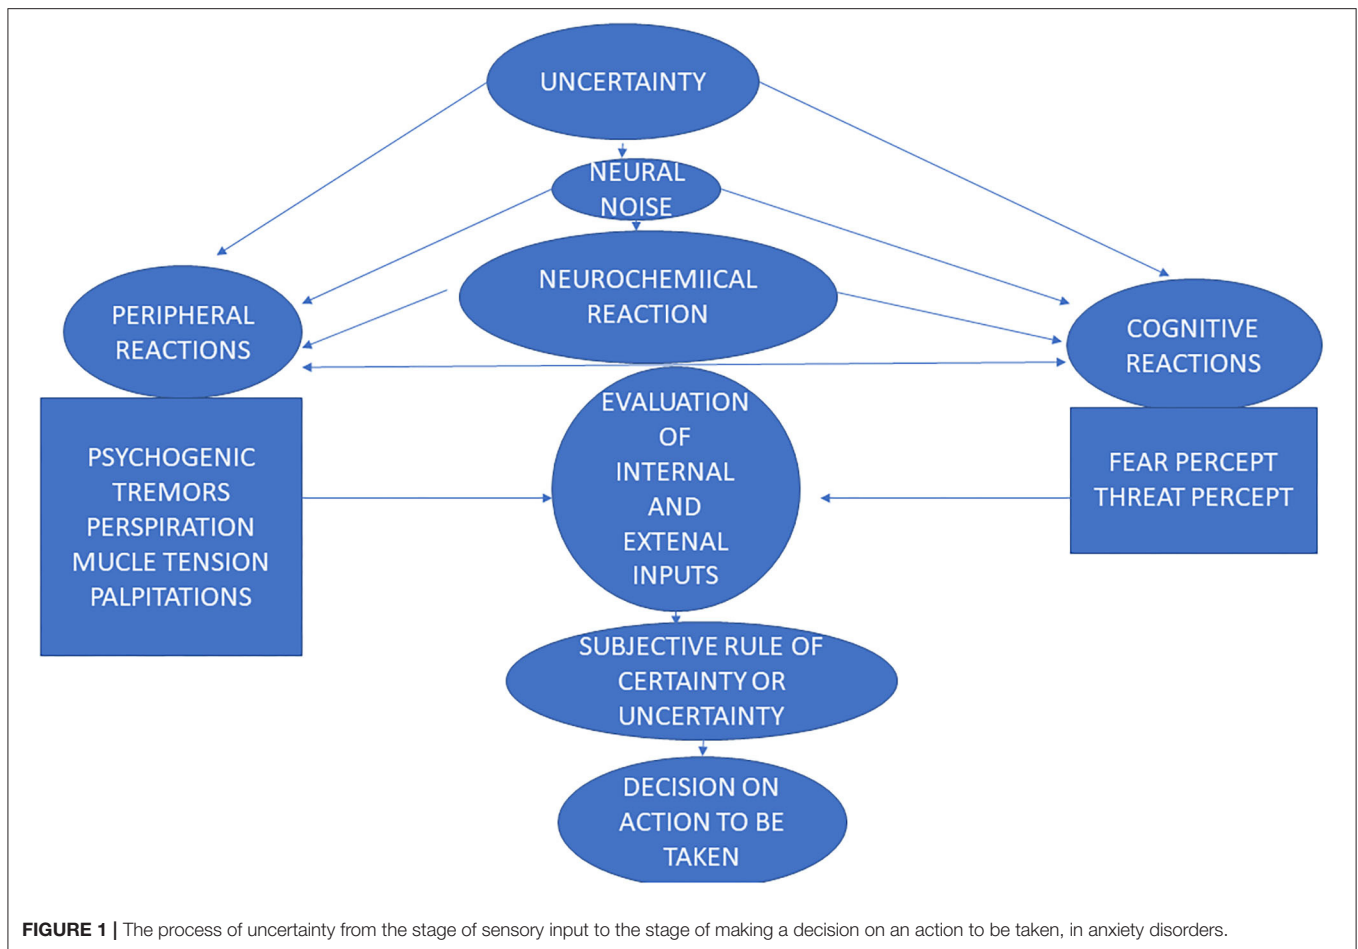 UNCERTAINTY
NEURAL
NOISE
NEUROCHEMIICAL
REACTION
PERIPHERAL
REACTIONS
COGNITIVE
REACTIONS
PSYCHOGENIC
TREMORS
PERSPIRATION
MUCLE TENSION
PALPITATIONS
EVALUATION
OF
INTERNAL
AND
EXTENAL
INPUTS
FEAR PERCEPT
THREAT PERCEPT
SUBJECTIVE RULE OF
CERTAINTY OR
UNCERTAINTY
DECISION ON
ACTION TO BE
TAKEN
FIGURE 1 | The process of uncertainty from the stage of sensory input to the stage of making a decision on an action to be taken, in anxiety disorders.